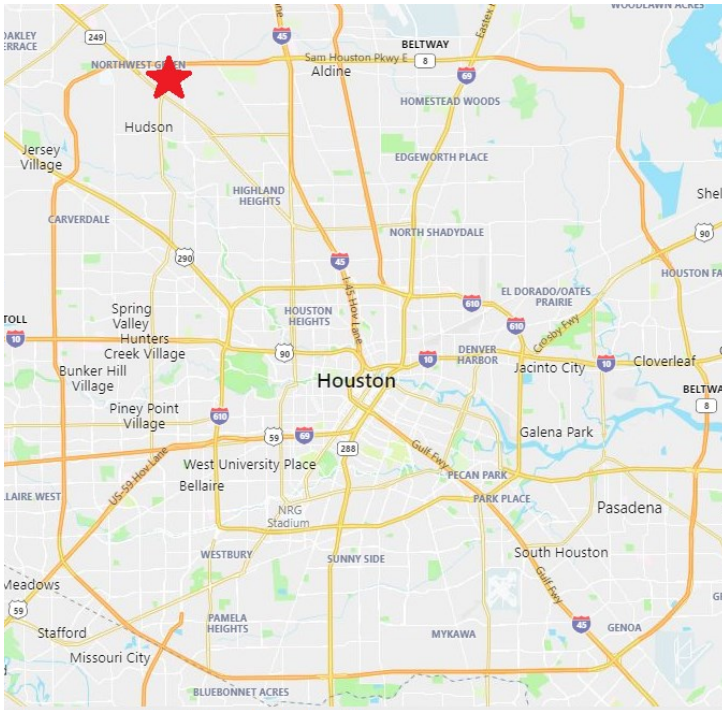 WOODLAWN ACRES
OAKLEY
TERRACE
249
45
Eastex
BELTWAY
8
Sam Houston Pkwy E
NORTHWEST GREEN
Aldine
69
HOMESTEAD WOODS
Hudson
Jersey
Village
EDGEWORTH PLACE
HIGHLAND
HEIGHTS
CARVERDALE
NORTH SHADYDALE
90
290
45
HOUSTON
I-45 Hov Lane
EL DORADO/OATES
PRAIRIE
610
Spring
Valley
HOUSTON
HEIGHTS
TOLL
10
610
Crosby Fwy
Hunters
Creek Village
90
DENVER
HARBOR
10
Jacinto City
10
Cloverleaf
Bunker Hill
Village
Houston
BELTWAY
8
Piney Point
Village
610
59
69
288
Gulf Fwy
Galena Park
West University Place
US-59 Hov Lane
Bellaire
PECAN PARK
PARK PLACE
NRG
Stadium
Pasadena
WESTBURY
SUNNY SIDE
South Houston
Gulf Fwy
Meadows
59
Stafford
PAMELA
HEIGHTS
MYKAWA
45
GENOA
Missouri City
BLUEBONNET ACRES